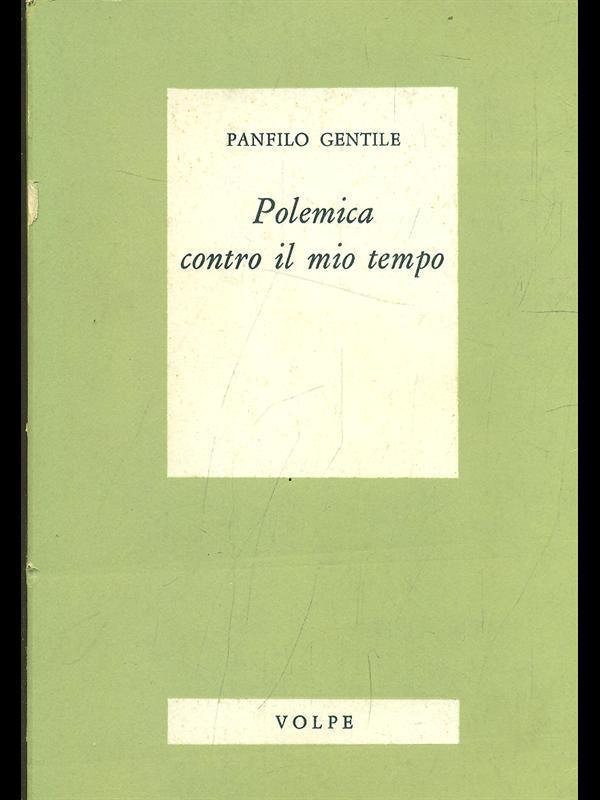 PANFILO GENTILE
Polemica
contro il mio tempo
VOLPE